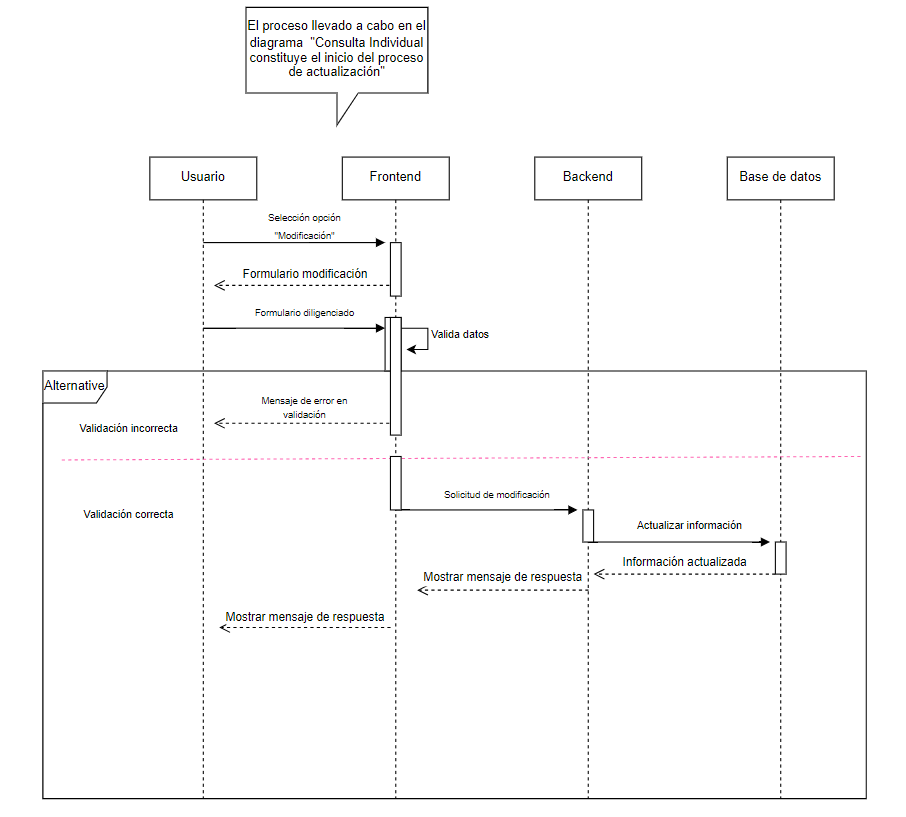 El proceso llevado a cabo en el
diagrama "Consulta Individual
constituye el inicio del proceso
de actualización"
Usuario
Frontend
Backend
Base de datos
Selección opción
"Modificación"
Formulario modificación
Formulario diligenciado
Valida datos
Alternative
Mensaje de error en
validación
Validación incorrecta
Solicitud de modificación
Validación correcta
Actualizar información
Información actualizada
Mostrar mensaje de respuesta
Mostrar mensaje de respuesta